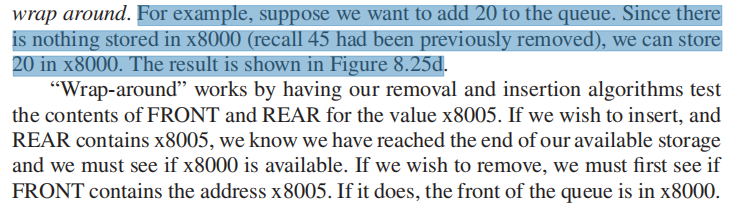 wrap around. For example, suppose we want to add 20 to the queue. Since there
is nothing stored in x8000 (recall 45 had been previously removed), we can store
20 in x8000. The result is shown in Figure 8.25d.
“Wrap-around” works by having our removal and insertion algorithms test
the contents of FRONT and REAR for the value x8005. If we wish to insert, and
REAR contains x8005, we know we have reached the end of our available storage
and we must see if x8000 is available. If we wish to remove, we must first see if
FRONT contains the address x8005. If it does, the front of the queue is in x8000.